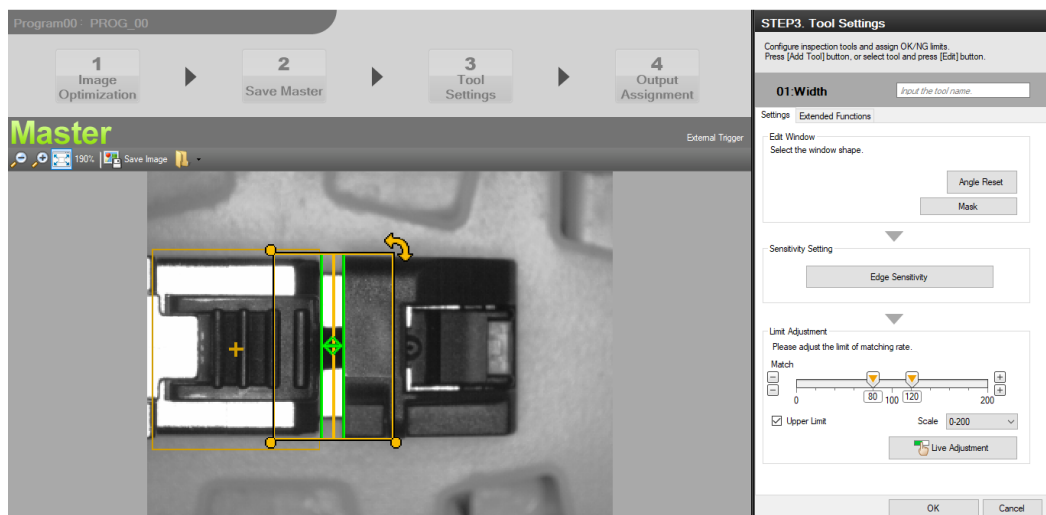 Program00 : PROG_00
1
Image
Optimization
2
Save Master
3
Tool
Settings
4
Output
Assignment
Master
External Trigger
190%
Save Image
STEP3. Tool Settings
Configure inspection tools and assign OK/NG limits.
Press [Add Tool] button, or select tool and press [Edit] button.
01:Width
Input the tool name.
Settings
Extended Functions
Edit Window
Select the window shape.
Angle Reset
Mask
Sensitivity Setting
Edge Sensitivity
Limit Adjustment
Please adjust the limit of matching rate.
Match
0 80 100 120 200
Upper Limit
Scale 0-200
Live Adjustment
OK Cancel